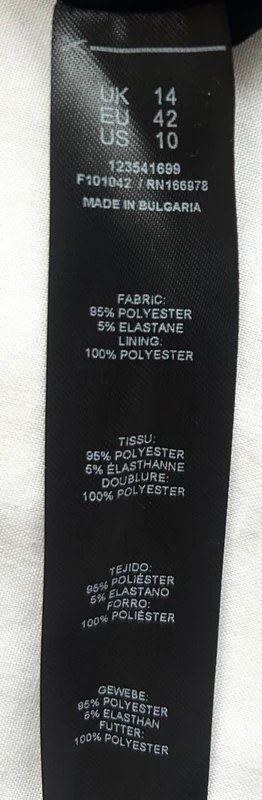 UK 14
EU 42
US 10
123541699
F101042 / RN166978
MADE IN BULGARIA
FABRIC:
95% POLYESTER
5% ELASTANE
LINING:
100% POLYESTER
TISSU:
95% POLYESTER
5% ÉLASTHANNE
DOUBLURE:
100% POLYESTER
TEJIDO:
95% POLIÉSTER
5% ELASTANO
FORRO:
100% POLIÉSTER
GEWEBE:
95% POLYESTER
5% ELASTHAN
FUTTER:
100% POLYESTER